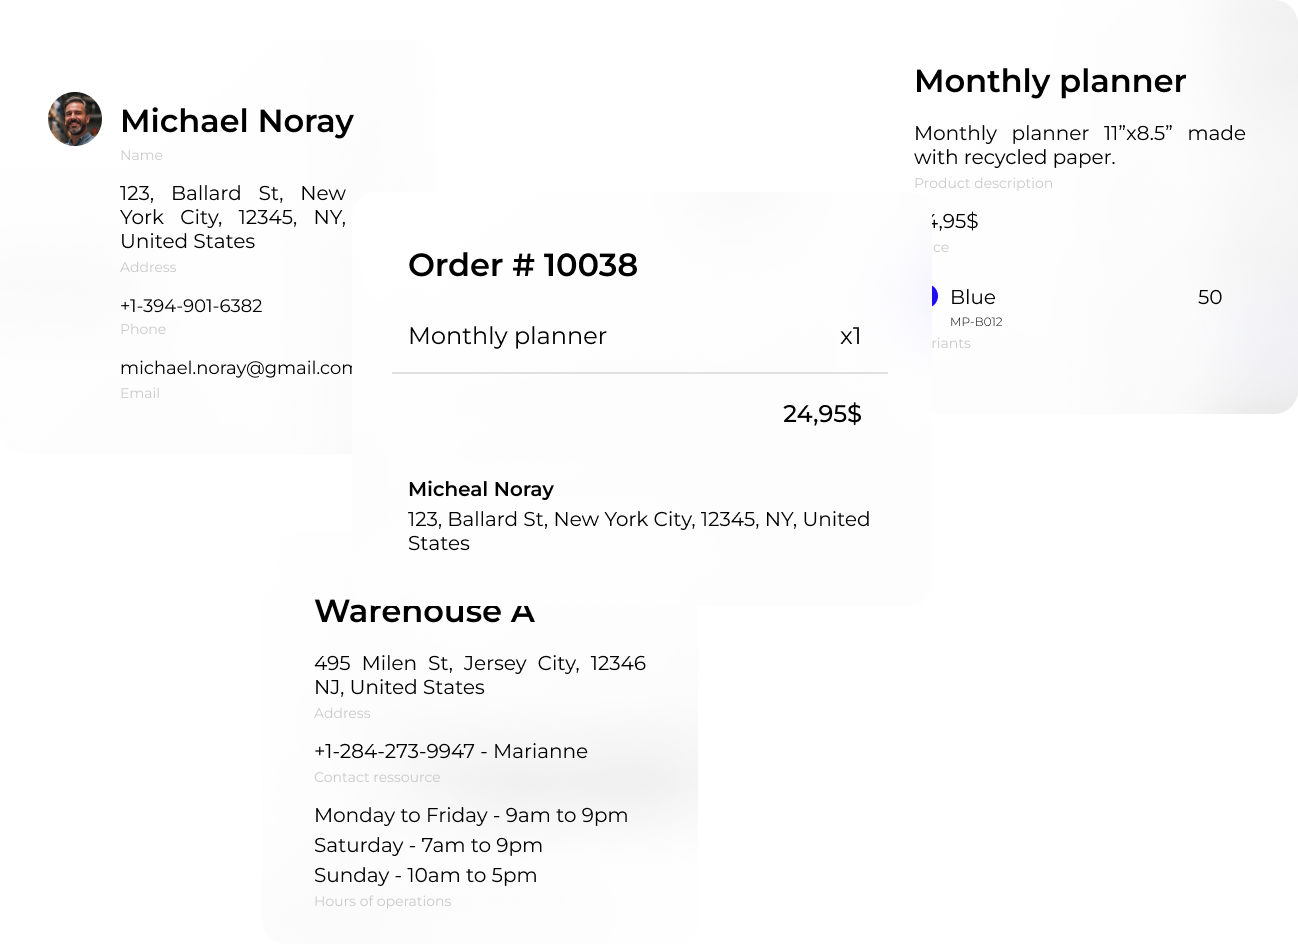 Michael Noray
Name
123, Ballard St, New
York City, 12345, NY,
United States
Address
+1-394-901-6382
Phone
michael.noray@gmail.com
Email
Monthly planner
Monthly planner 11”x8.5” made
with recycled paper.
Product description
4,95$
ce
Blue 50
MP-B012
riants
Order # 10038
Monthly planner x1
24,95$
Micheal Noray
123, Ballard St, New York City, 12345, NY, United
States
Warehouse A
495 Milen St, Jersey City, 12346
NJ, United States
Address
+1-284-273-9947 - Marianne
Contact ressource
Monday to Friday - 9am to 9pm
Saturday - 7am to 9pm
Sunday - 10am to 5pm
Hours of operations